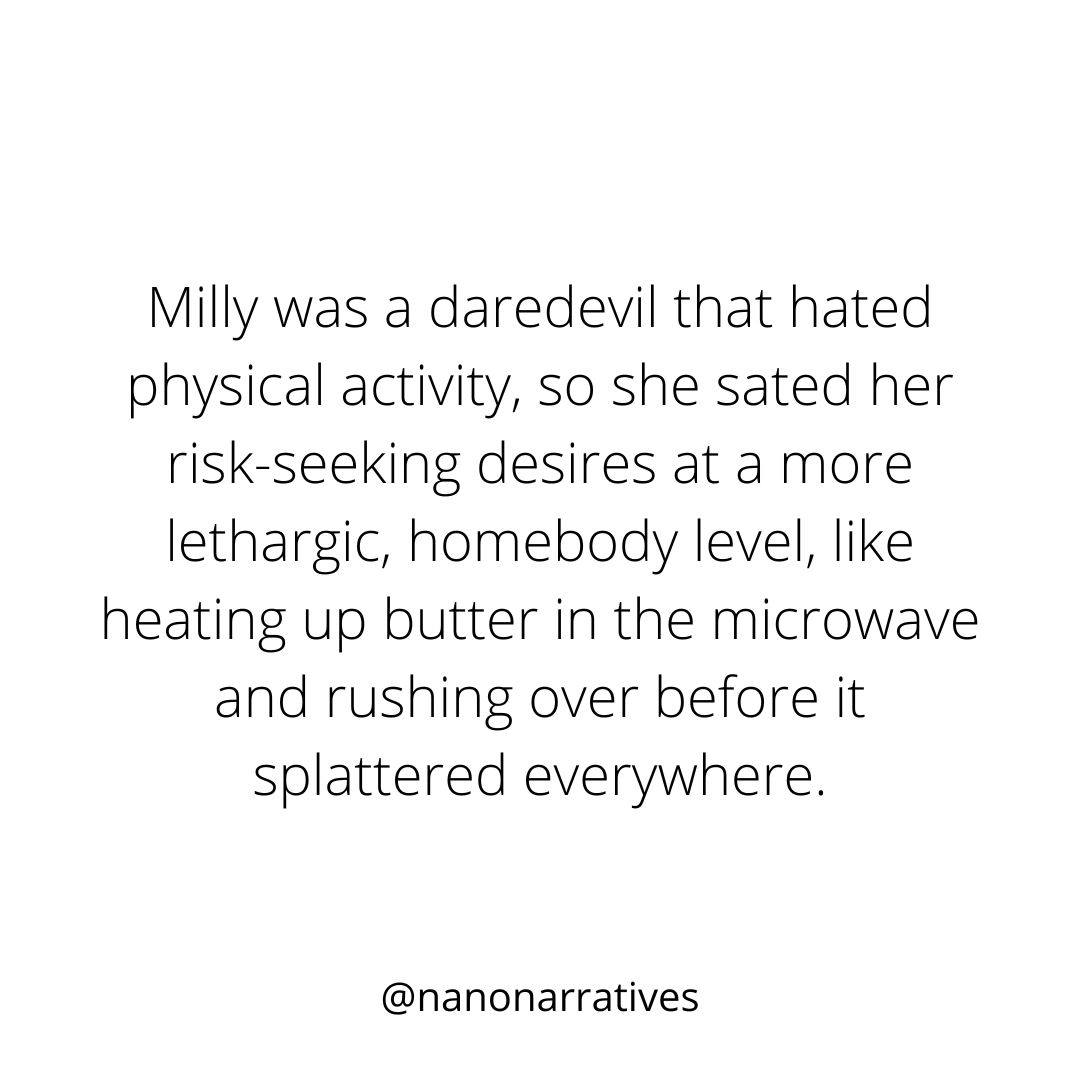 Milly was a daredevil that hated
physical activity, so she sated her
risk-seeking desires at a more
lethargic, homebody level, like
heating up butter in the microwave
and rushing over before it
splattered everywhere.
@nanonarratives